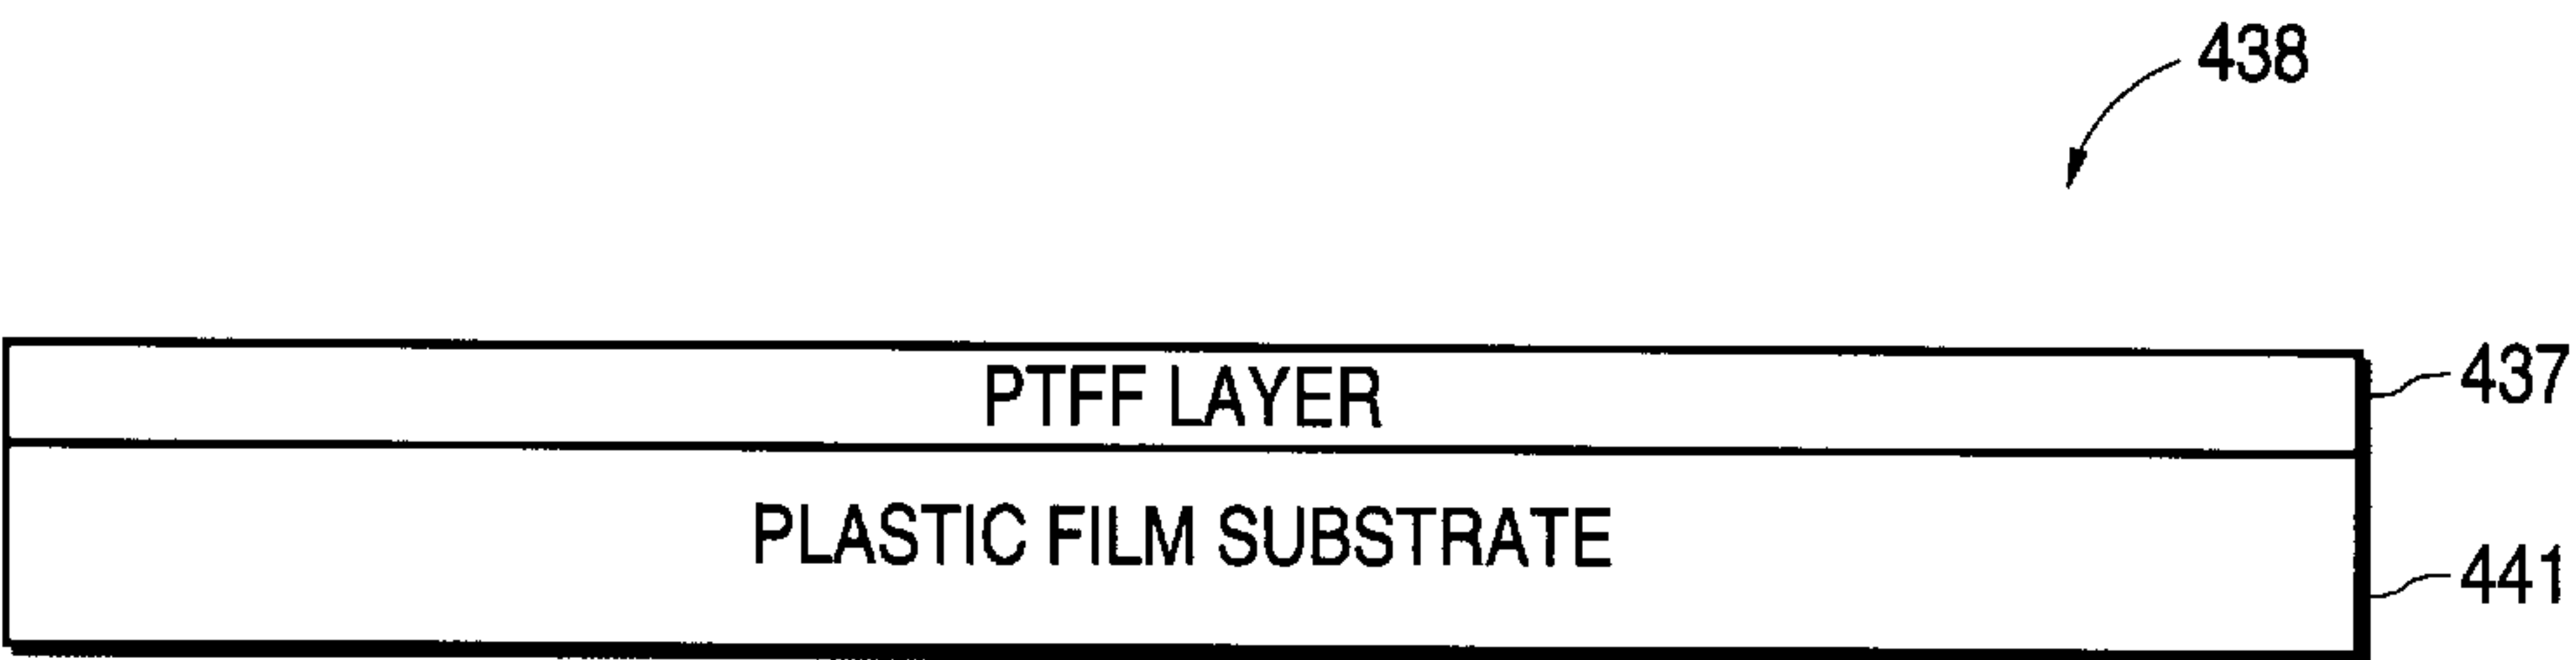 438
PTFF LAYER
437
PLASTIC FILM SUBSTRATE
441